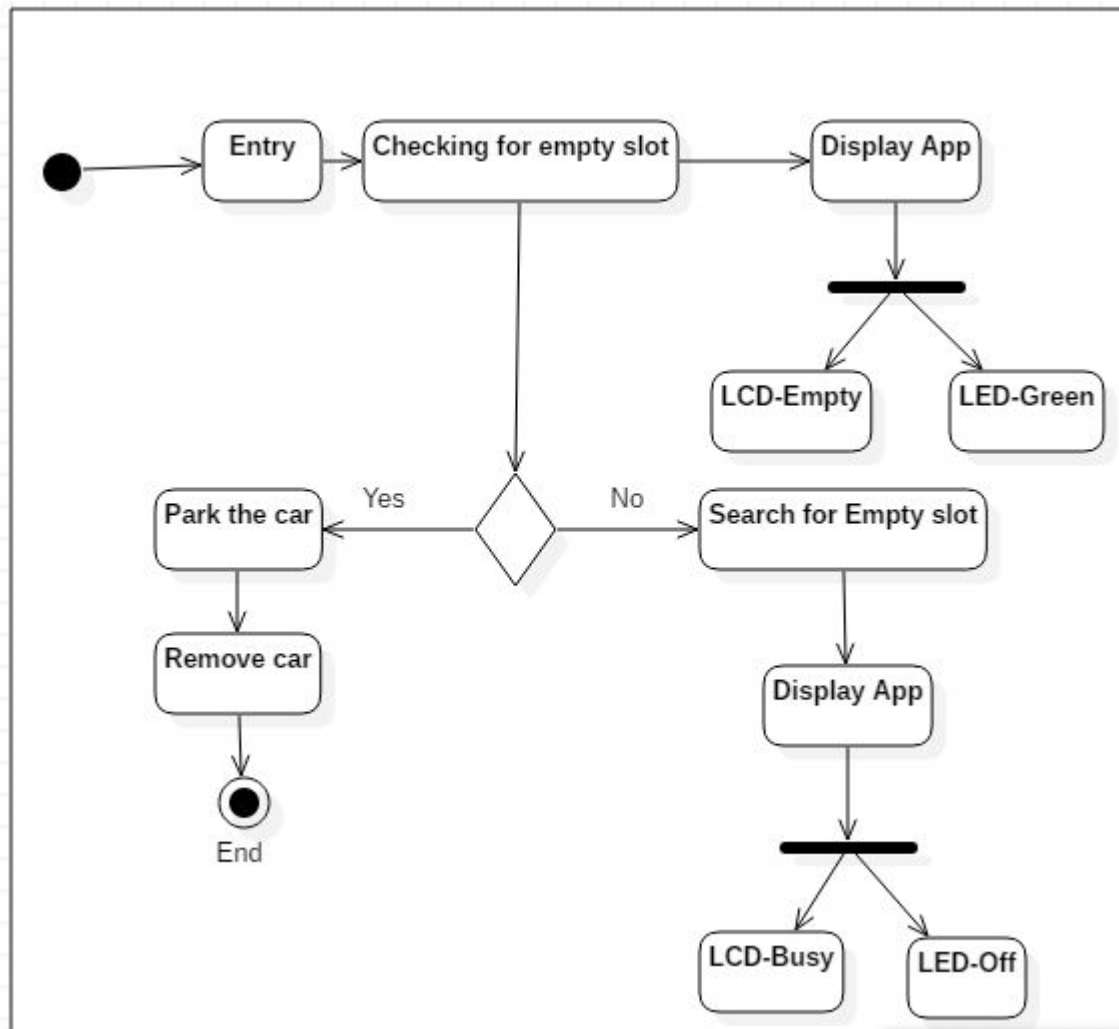 Entry
Checking for empty slot
Display App
LCD-Empty
LED-Green
Yes
No
Park the car
Search for Empty slot
Remove car
Display App
End
LCD-Busy
LED-Off